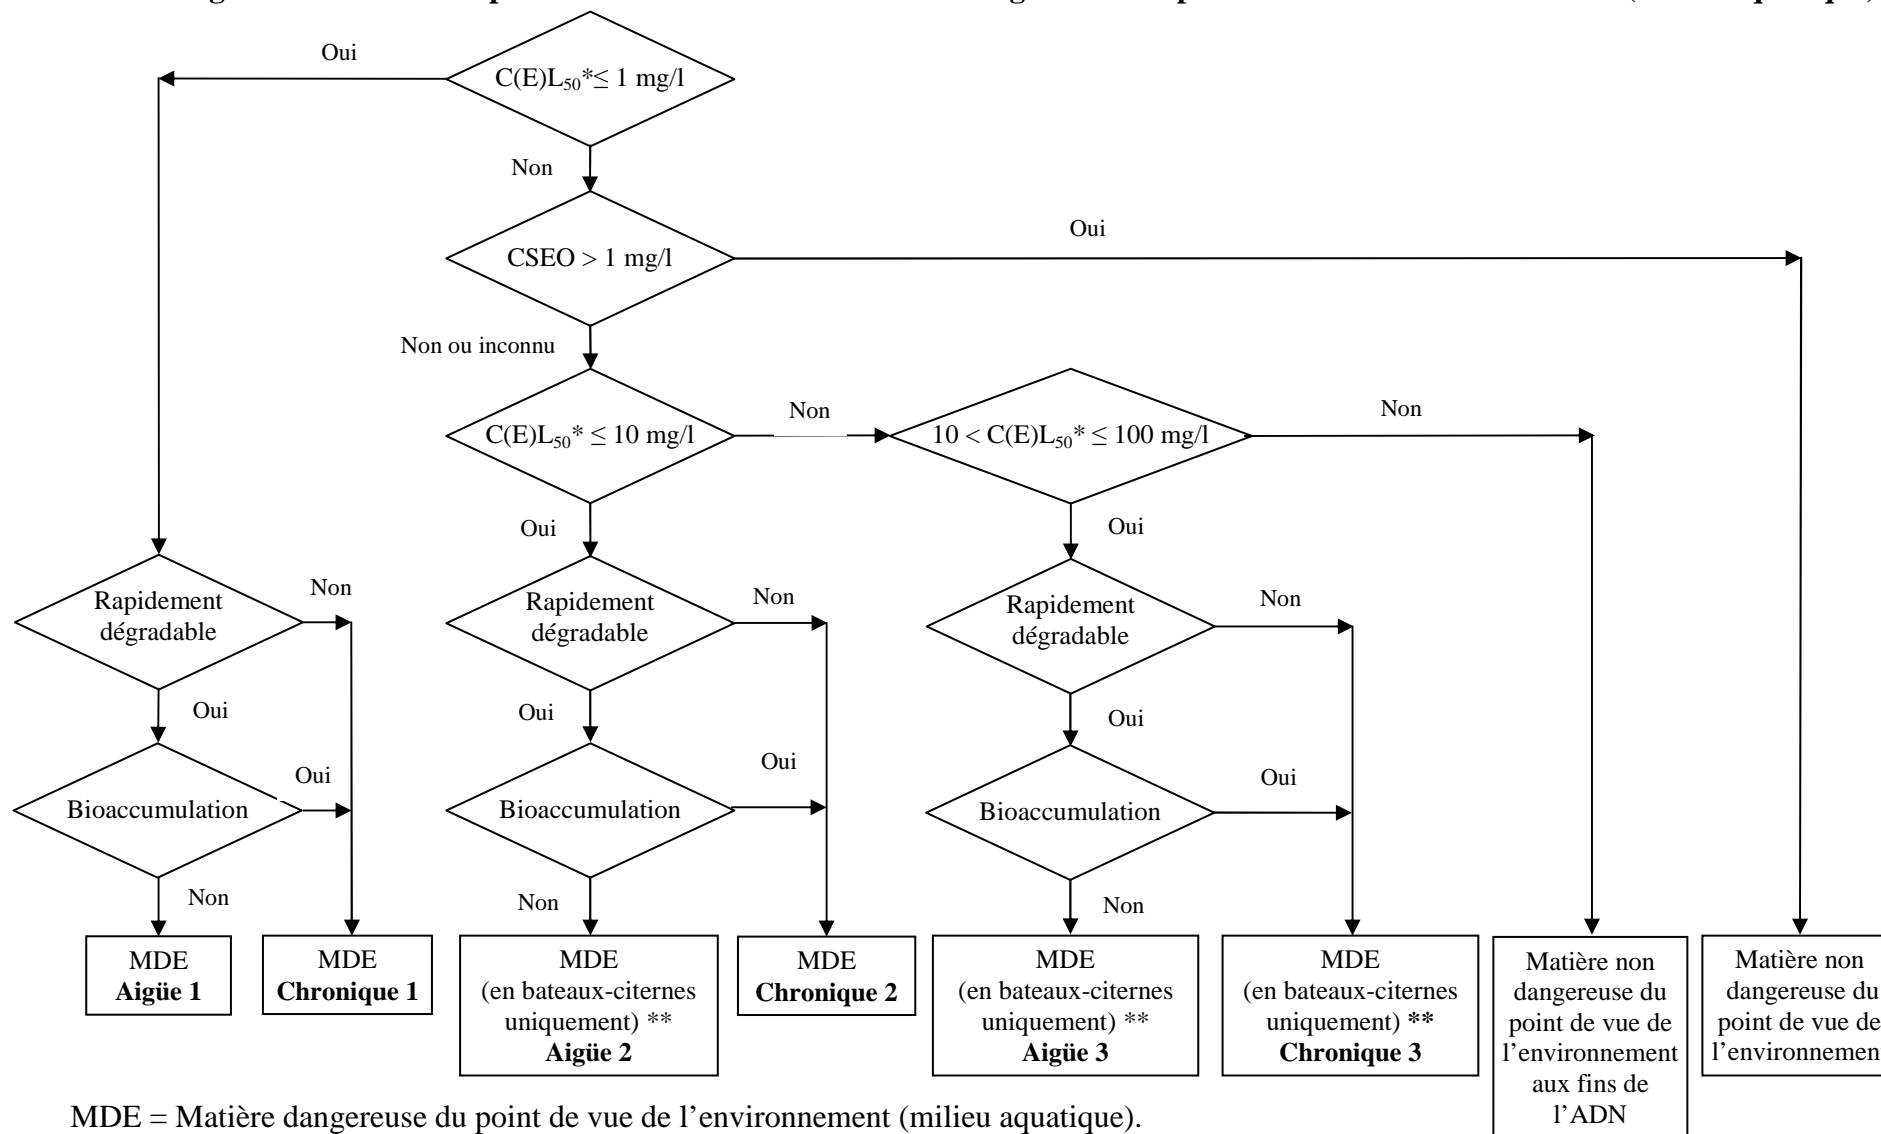 Oui
C(E)L50*≤ 1 mg/l
Non
Oui
CSEO > 1 mg/l
Non ou inconnu
C(E)L50* ≤ 10 mg/l
Non
10 < C(E)L50* ≤ 100 mg/l
Non
Oui
Oui
Rapidement
dégradable
Non
Rapidement
dégradable
Non
Rapidement
dégradable
Non
Oui
Oui
Oui
Bioaccumulation
Oui
Bioaccumulation
Oui
Bioaccumulation
Oui
Non
Non
Non
MDE
Aigüe 1
MDE
Chronique 1
MDE
(en bateaux-citernes
uniquement) **
Aigüe 2
MDE
Chronique 2
MDE
(en bateaux-citernes
uniquement) **
Aigüe 3
MDE
(en bateaux-citernes
uniquement) **
Chronique 3
Matière non
dangereuse du
point de vue de
l’environnement
aux fins de
l’ADN
Matière non
dangereuse du
point de vue de
l’environnement
MDE = Matière dangereuse du point de vue de l’environnement (milieu aquatique).